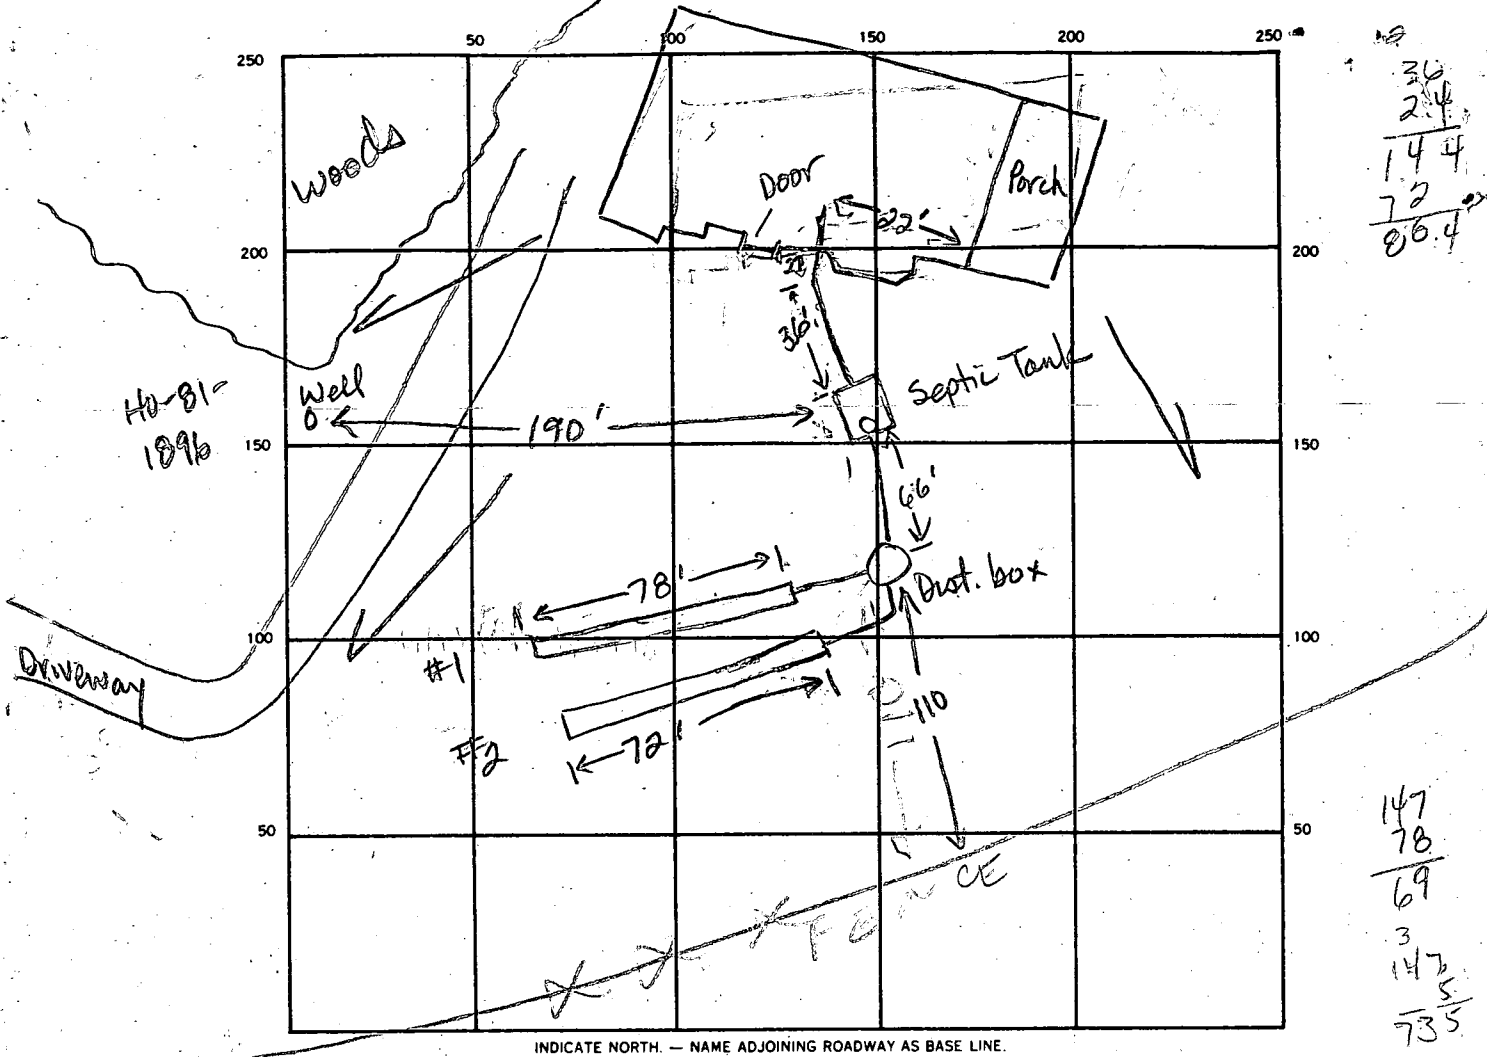 50 100 150 200 250
250
Woods
Door
Porch
22'
200 200
36'
Septic Tank
Well
HO-81-
1896
190'
150 150
66'
Dist. box
78'
100 100
#1
Driveway
110
#2
72'
50 50
FENCE
INDICATE NORTH. — NAME ADJOINING ROADWAY AS BASE LINE.
36
2.4
144
72
86.4
147
78
69
3
147
5
735